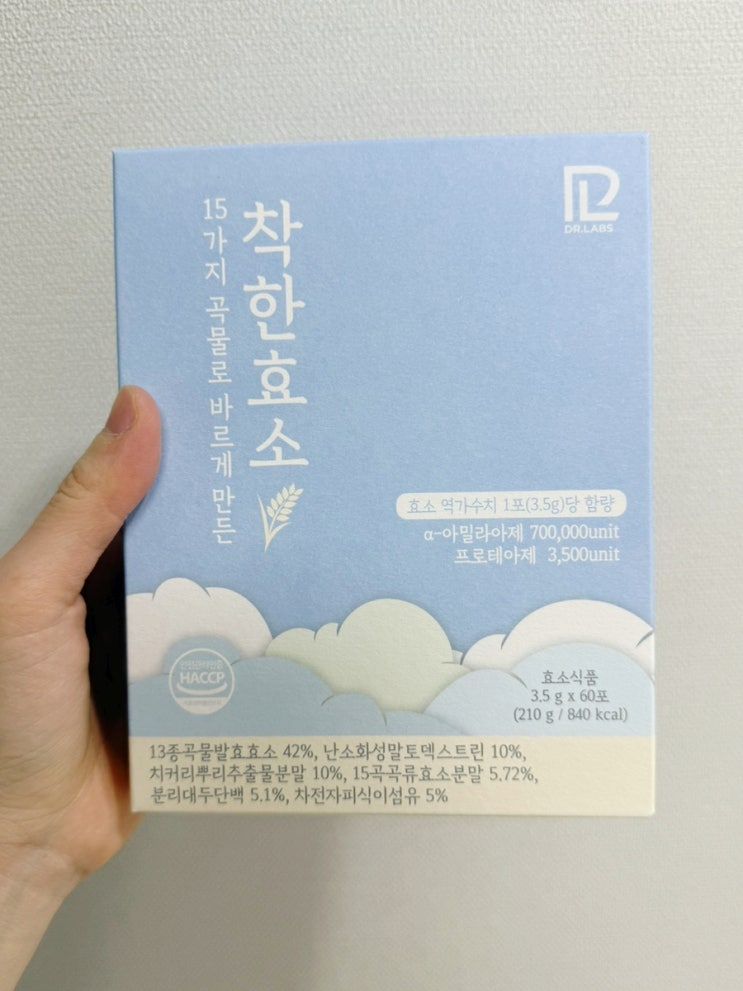 DR.LABS
착한효소
15가지 곡물로 바르게 만든
효소 역가수치 1포(3.5g)당 함량
α-아밀라아제 700,000unit
프로테아제 3,500unit
HACCP
효소식품
3.5 g x 60포
(210 g / 840 kcal)
13종곡물발효효소 42%, 난소화성말토덱스트린 10%,
치커리뿌리추출물분말 10%, 15곡곡류효소분말 5.72%,
분리대두단백 5.1%, 차전자피식이섬유 5%